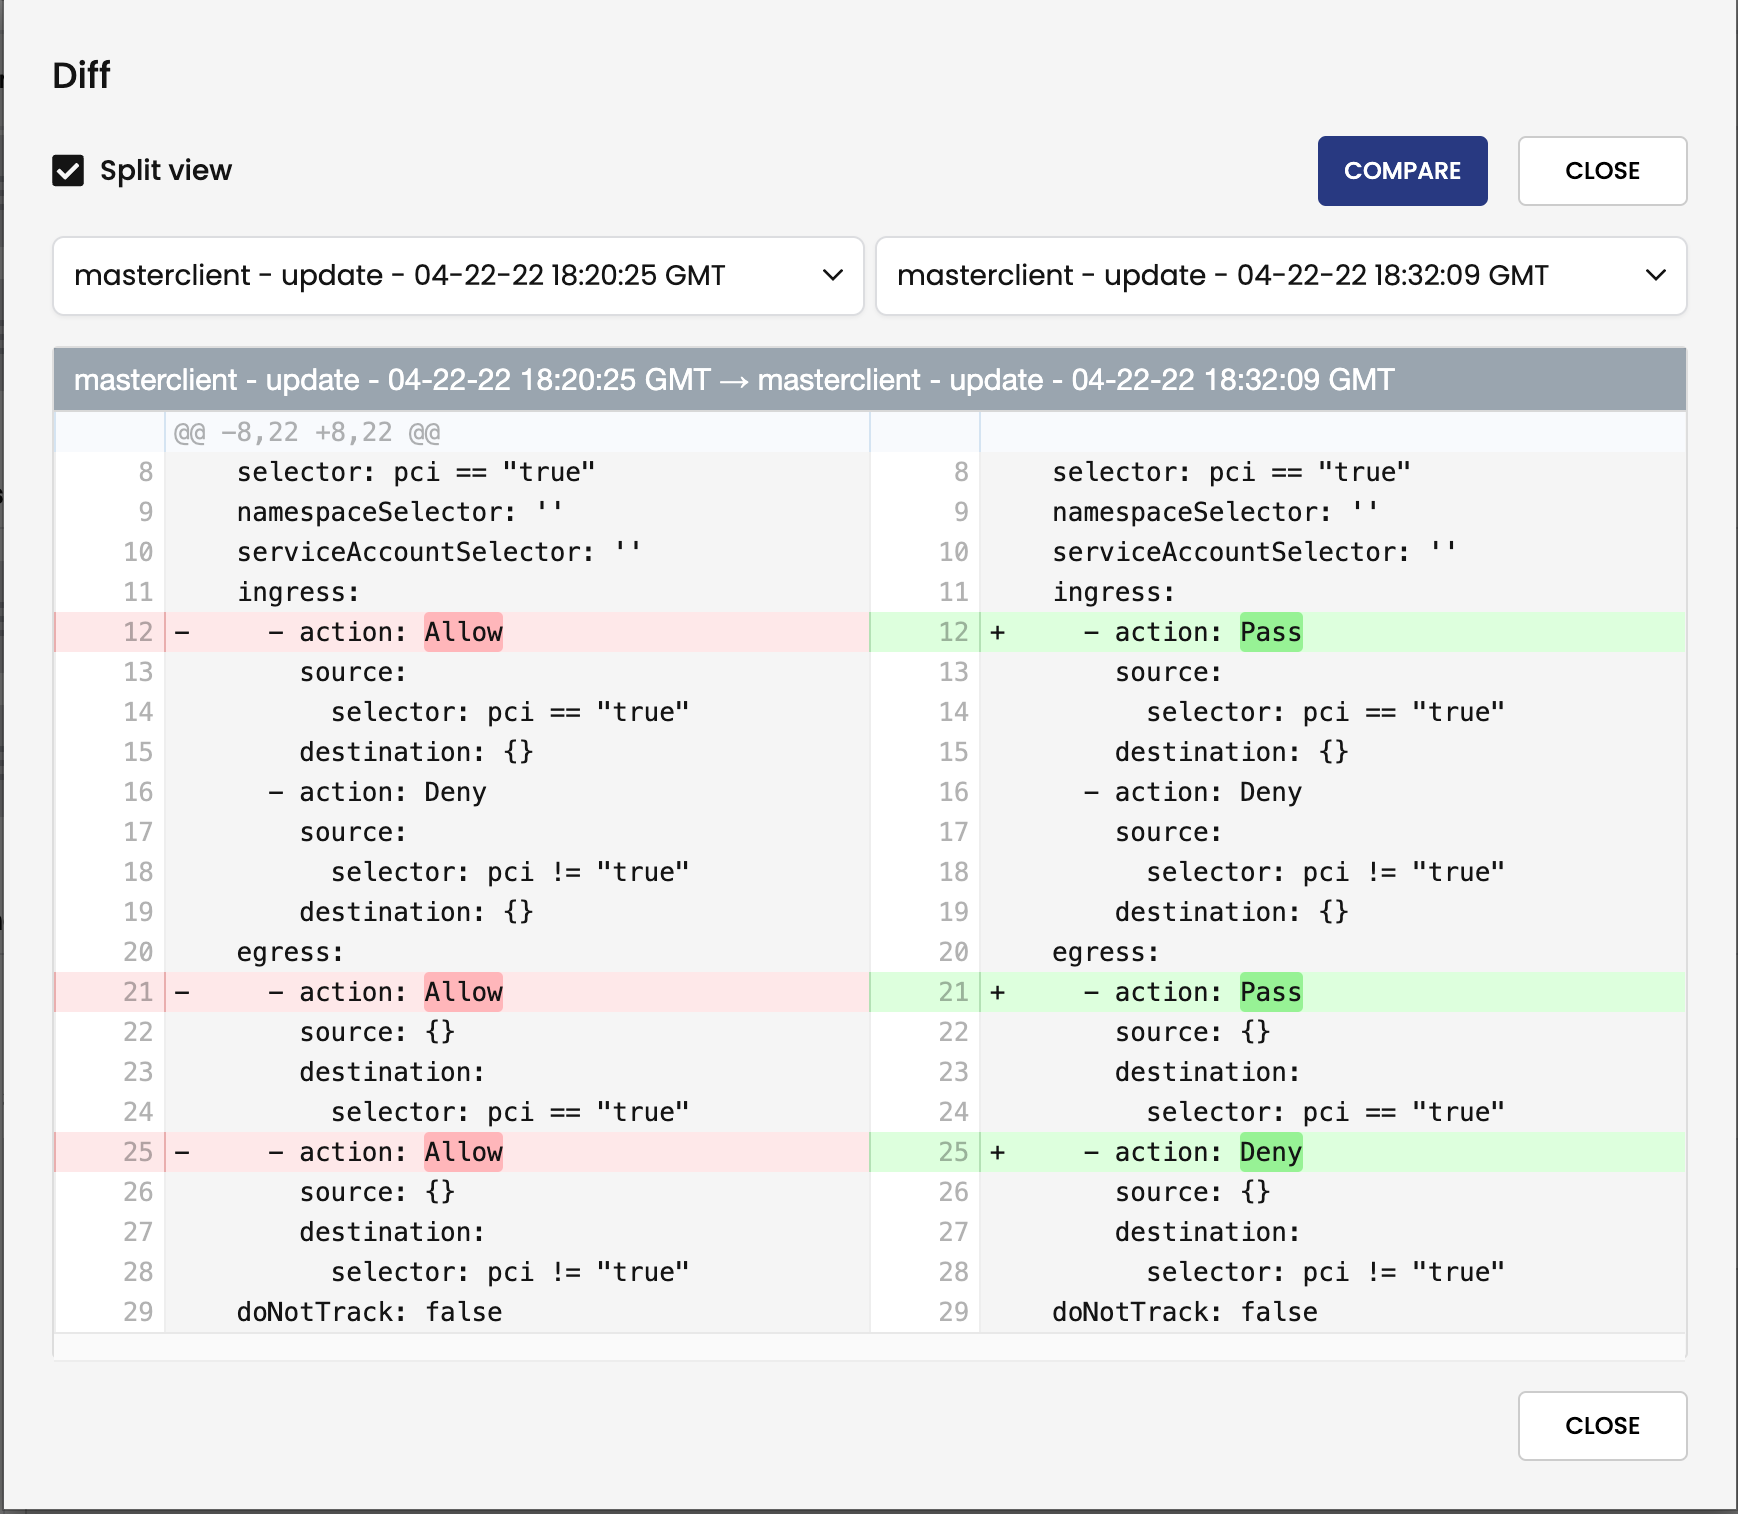 Diff
Split view
COMPARE
CLOSE
masterclient - update - 04-22-22 18:20:25 GMT
masterclient - update - 04-22-22 18:32:09 GMT
masterclient - update - 04-22-22 18:20:25 GMT → masterclient - update - 04-22-22 18:32:09 GMT
@@ -8,22 +8,22 @@
8 selector: pci == "true" 8 selector: pci == "true"
9 namespaceSelector: '' 9 namespaceSelector: ''
10 serviceAccountSelector: '' 10 serviceAccountSelector: ''
11 ingress: 11 ingress:
12 - - action: Allow 12 + - action: Pass
13 source: 13 source:
14 selector: pci == "true" 14 selector: pci == "true"
15 destination: {} 15 destination: {}
16 - action: Deny 16 - action: Deny
17 source: 17 source:
18 selector: pci != "true" 18 selector: pci != "true"
19 destination: {} 19 destination: {}
20 egress: 20 egress:
21 - - action: Allow 21 + - action: Pass
22 source: {} 22 source: {}
23 destination: 23 destination:
24 selector: pci == "true" 24 selector: pci == "true"
25 - - action: Allow 25 + - action: Deny
26 source: {} 26 source: {}
27 destination: 27 destination:
28 selector: pci != "true" 28 selector: pci != "true"
29 doNotTrack: false 29 doNotTrack: false
CLOSE